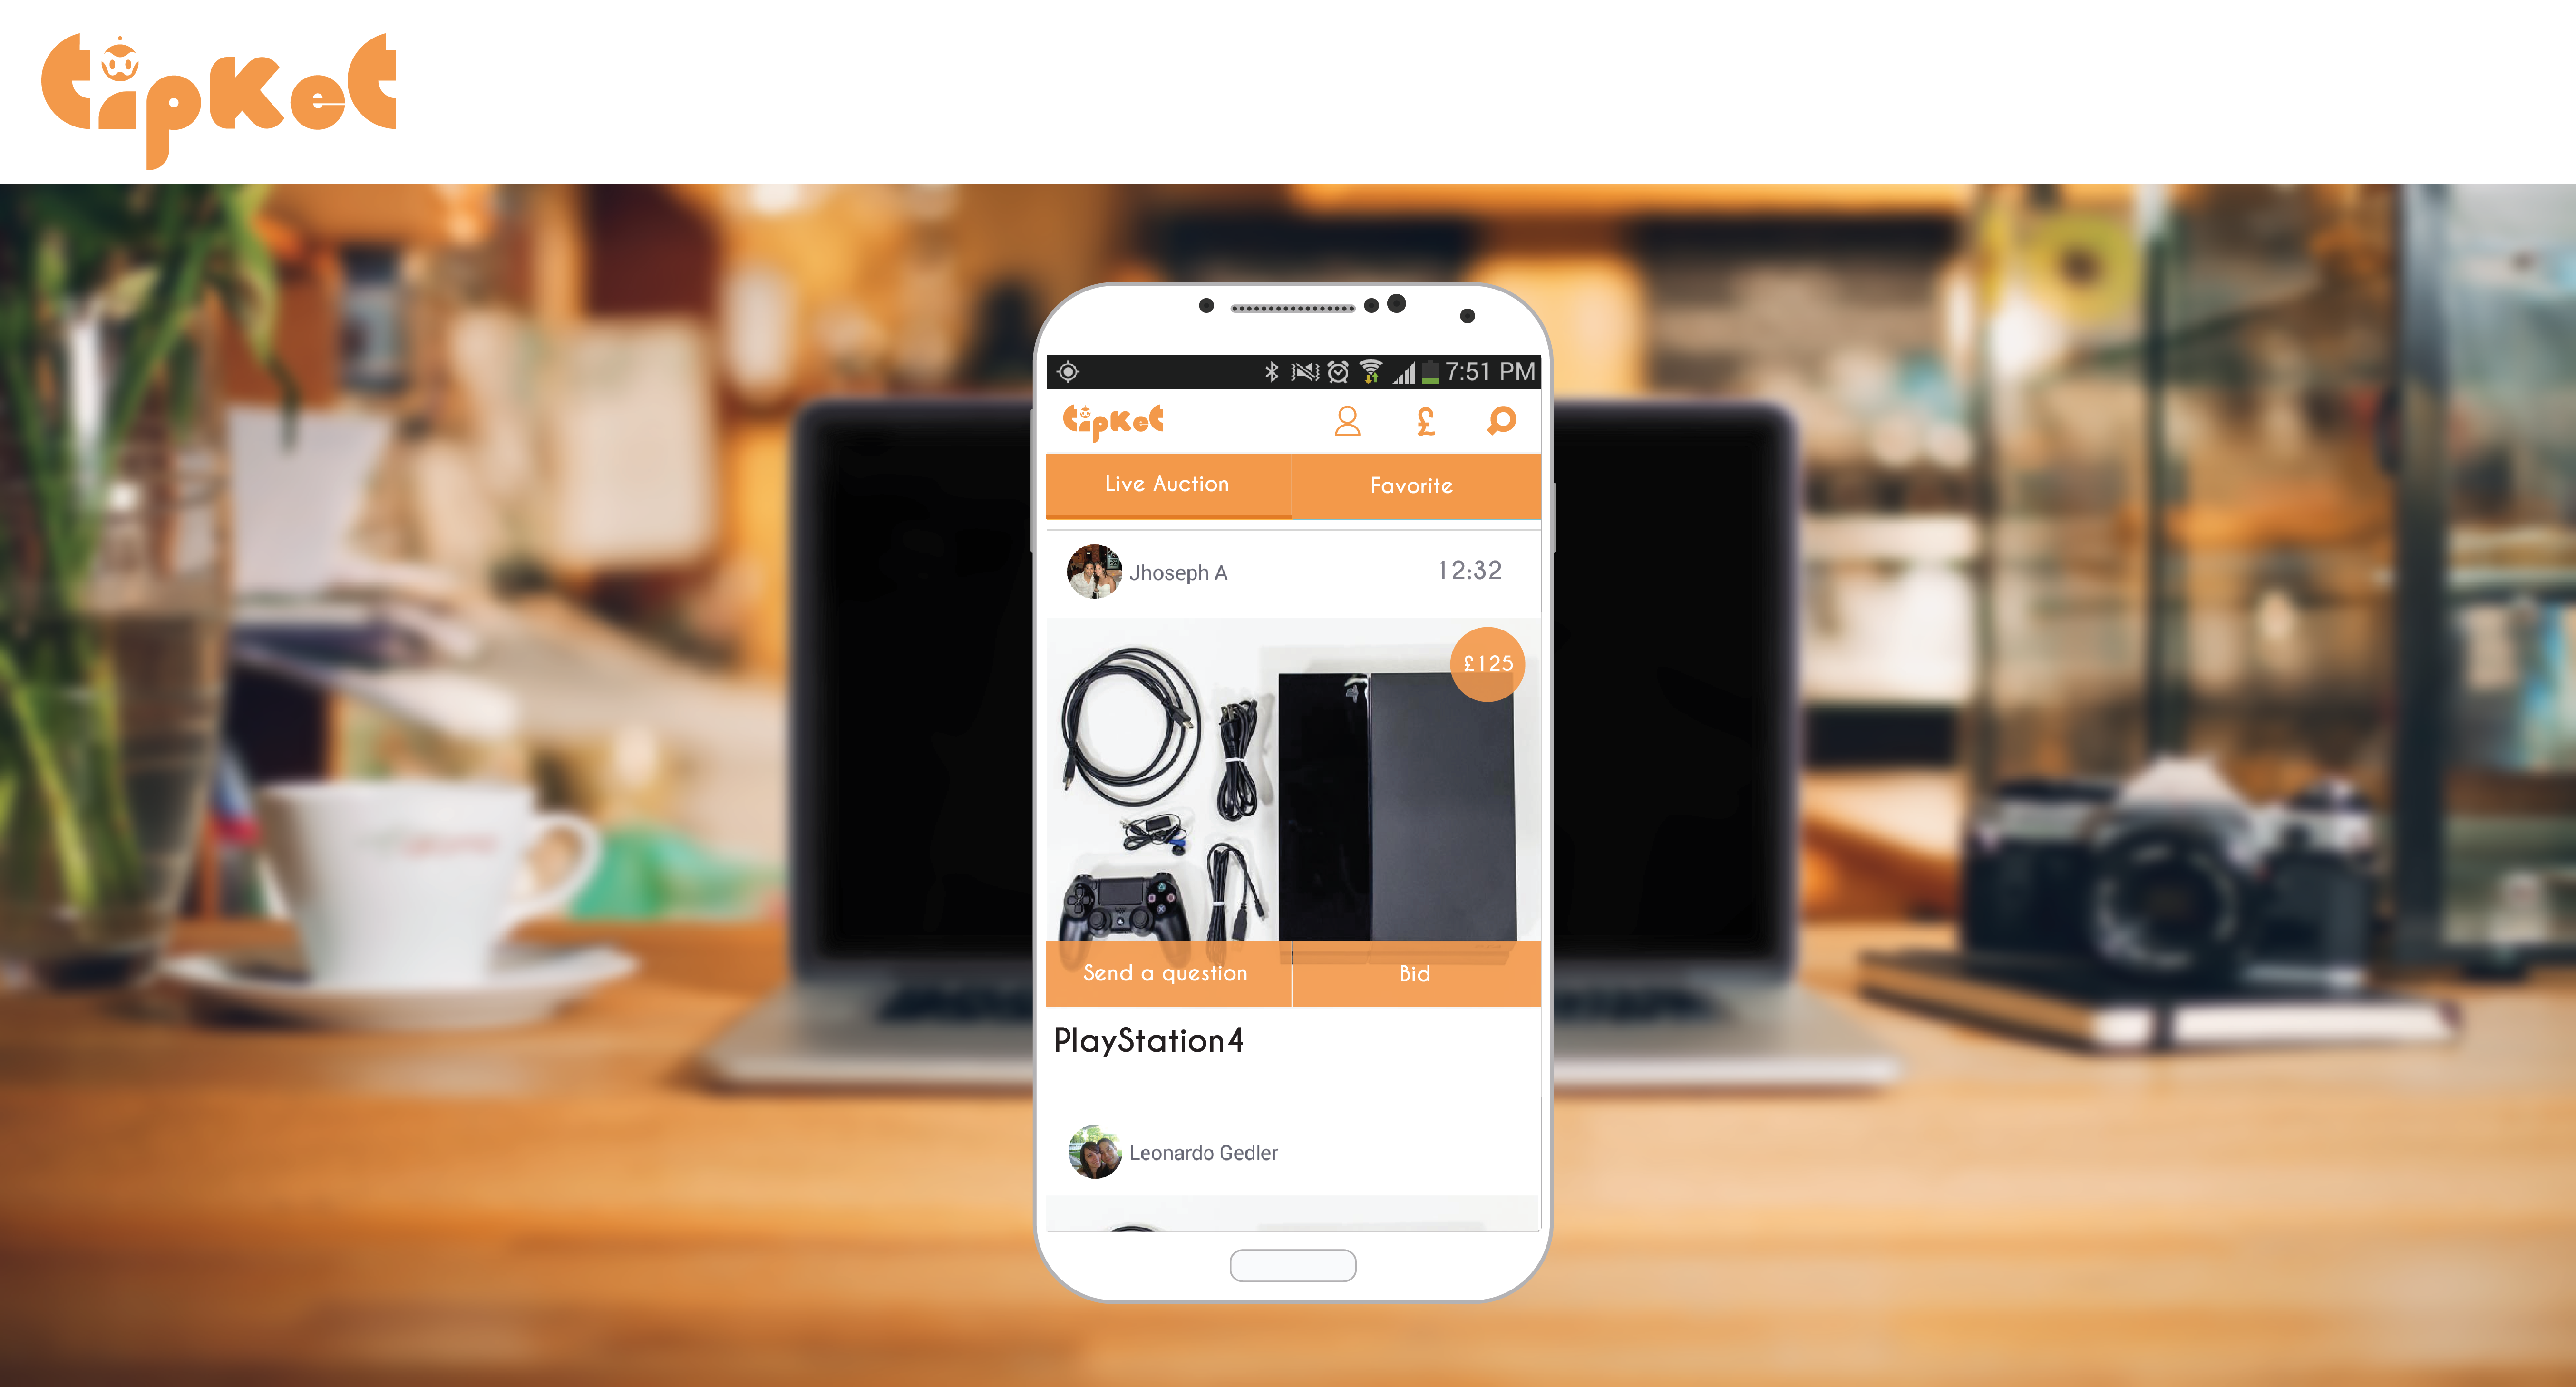 tipket
7:51 PM
tipket £
Live Auction Favorite
Jhoseph A 12:32
£125
Send a question Bid
PlayStation4
Leonardo Gedler